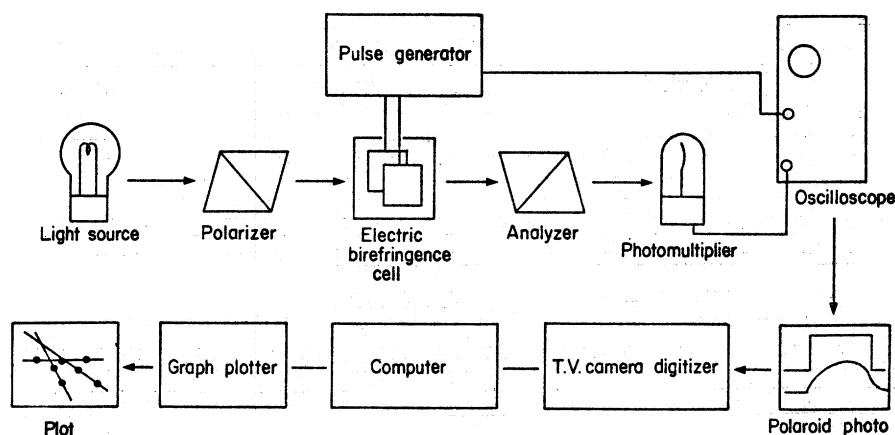 Pulse generator
Light source
Polarizer
Electric
birefringence
cell
Analyzer
Photomultiplier
Oscilloscope
Plot
Graph plotter
Computer
T.V. camera digitizer
Polaroid photo